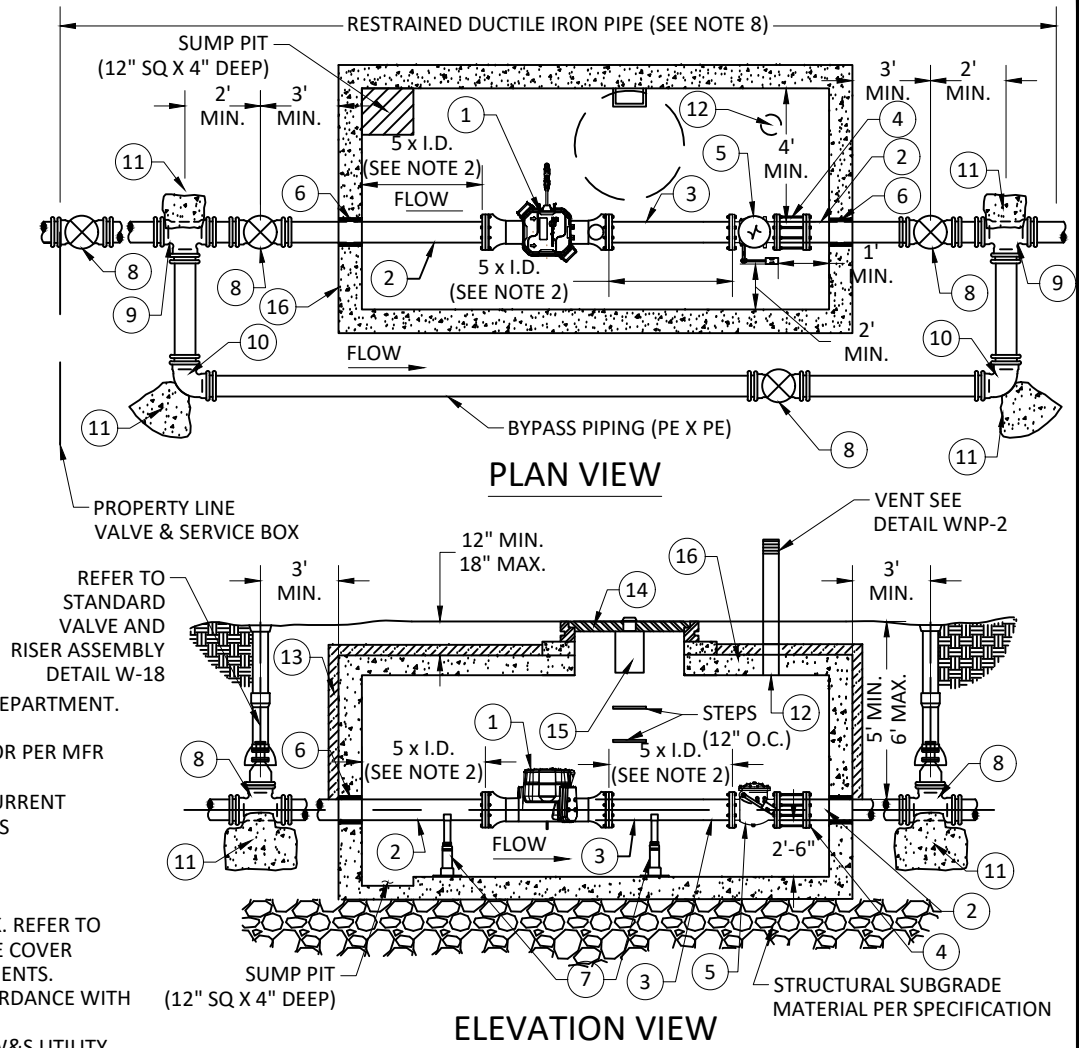 RESTRAINED DUCTILE IRON PIPE (SEE NOTE 8)
SUMP PIT
(12" SQ X 4" DEEP)
2'
MIN.
3'
MIN.
3'
MIN.
2'
MIN.
11
6
5 x I.D.
(SEE NOTE 2)
FLOW
1
12
5
4'
MIN.
4
2
6
11
3
8
9
8
16
2
5 x I.D.
(SEE NOTE 2)
1'
MIN.
8
9
10
FLOW
2'
MIN.
10
11
BYPASS PIPING (PE X PE)
8
11
PLAN VIEW
PROPERTY LINE
VALVE & SERVICE BOX
VENT SEE
DETAIL WNP-2
REFER TO
STANDARD
VALVE AND
RISER ASSEMBLY
DETAIL W-18
3'
MIN.
12" MIN.
18" MAX.
14
16
3'
MIN.
13
EPARTMENT.
OR PER MFR
URRENT
S
6
8
1
5 x I.D.
(SEE NOTE 2)
15
STEPS
(12" O.C.)
5 x I.D.
(SEE NOTE 2)
12
5' MIN.
6' MAX.
8
11
2
FLOW
3
2'-6"
11
2
X. REFER TO
E COVER
ENTS.
RDANCE WITH
W&S UTILITY
SUMP PIT
(12" SQ X 4" DEEP)
7
3
5
4
STRUCTURAL SUBGRADE
MATERIAL PER SPECIFICATION
ELEVATION VIEW